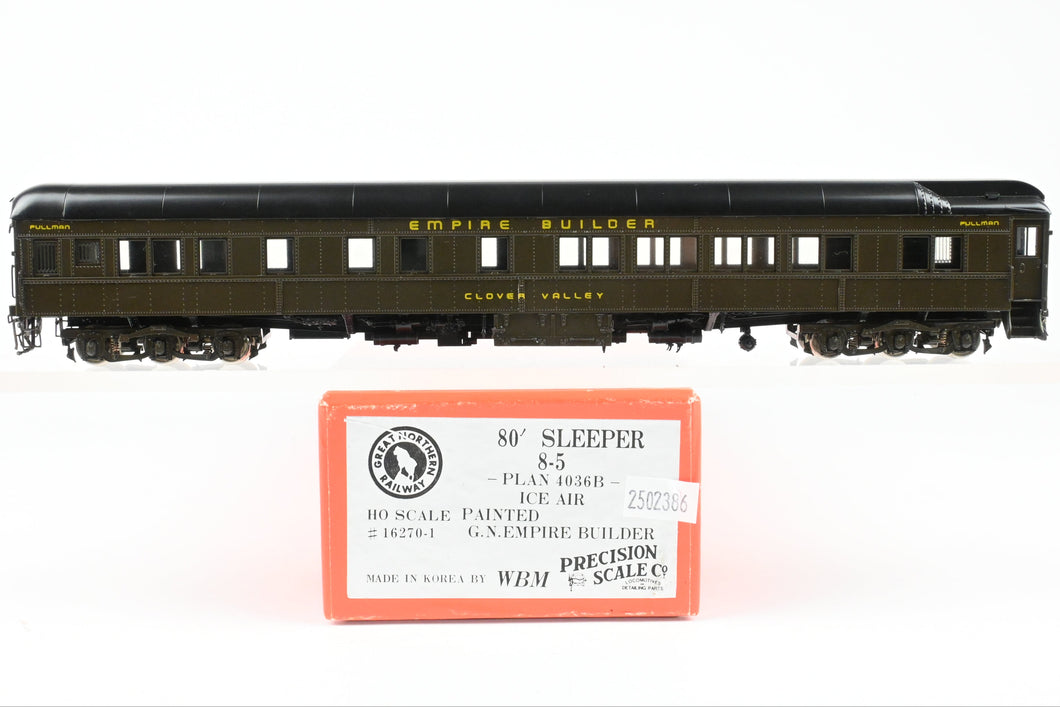 PULLMAN
EMPIRE BUILDER
PULLMAN
CLOVER VALLEY
GREAT NORTHERN
RAILWAY
80' SLEEPER
8-5
- PLAN 4036B -
ICE AIR
2502386
HO SCALE PAINTED
# 16270-1 G.N.EMPIRE BUILDER
MADE IN KOREA BY WBM
PRECISION
SCALE Co
LOCOMOTIVES
DETAILING PARTS